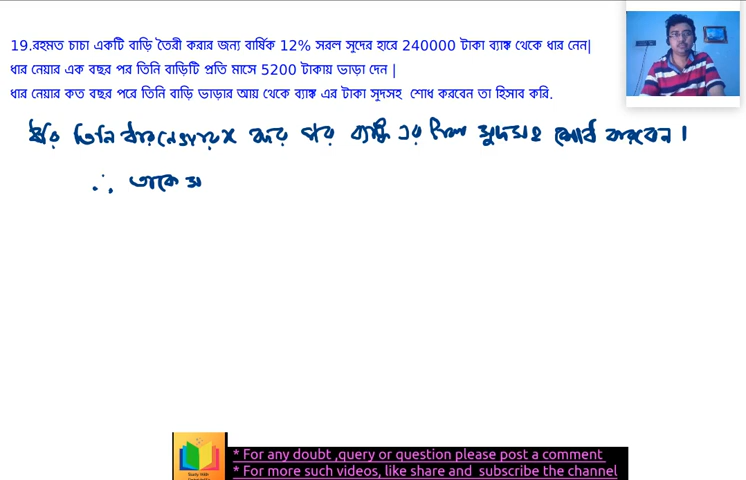 19.রহমত চাচা একটি বাড়ি তৈরী করার জন্য বার্ষিক 12% সরল সুদের হারে 240000 টাকা ব্যাঙ্ক থেকে ধার নেন|
ধার নেয়ার এক বছর পর তিনি বাড়িটি প্রতি মাসে 5200 টাকায় ভাড়া দেন |
ধার নেয়ার কত বছর পরে তিনি বাড়ি ভাড়ার আয় থেকে ব্যাঙ্ক এর টাকা সুদসহ শোধ করবেন তা হিসাব করি.
ধরি তিনি ধার নেওয়ার x বছর পর ব্যাঙ্ক এর সুদসহ শোধ করবেন।
∴ তাকে
* For any doubt ,query or question please post a comment
* For more such videos, like share and subscribe the channel